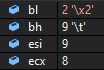 bl 2 '\x2'
bh 9 '\t'
esi 9
ecx 8